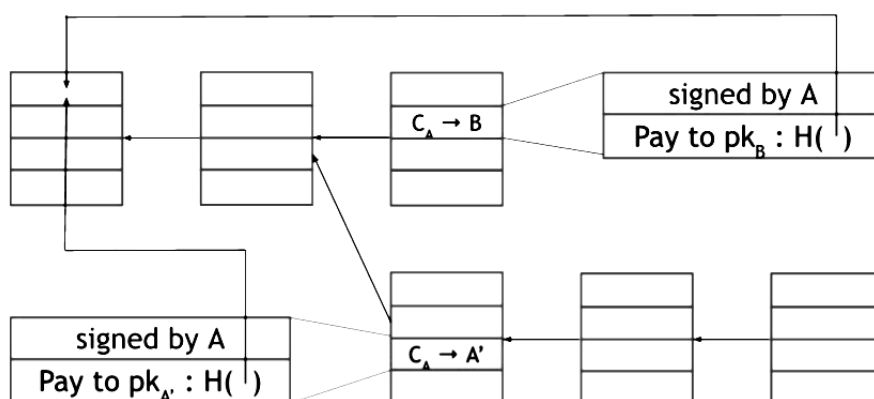 signed by A
C_A → B
Pay to pk_B : H( )
signed by A
C_A → A'
Pay to pk_A' : H( )